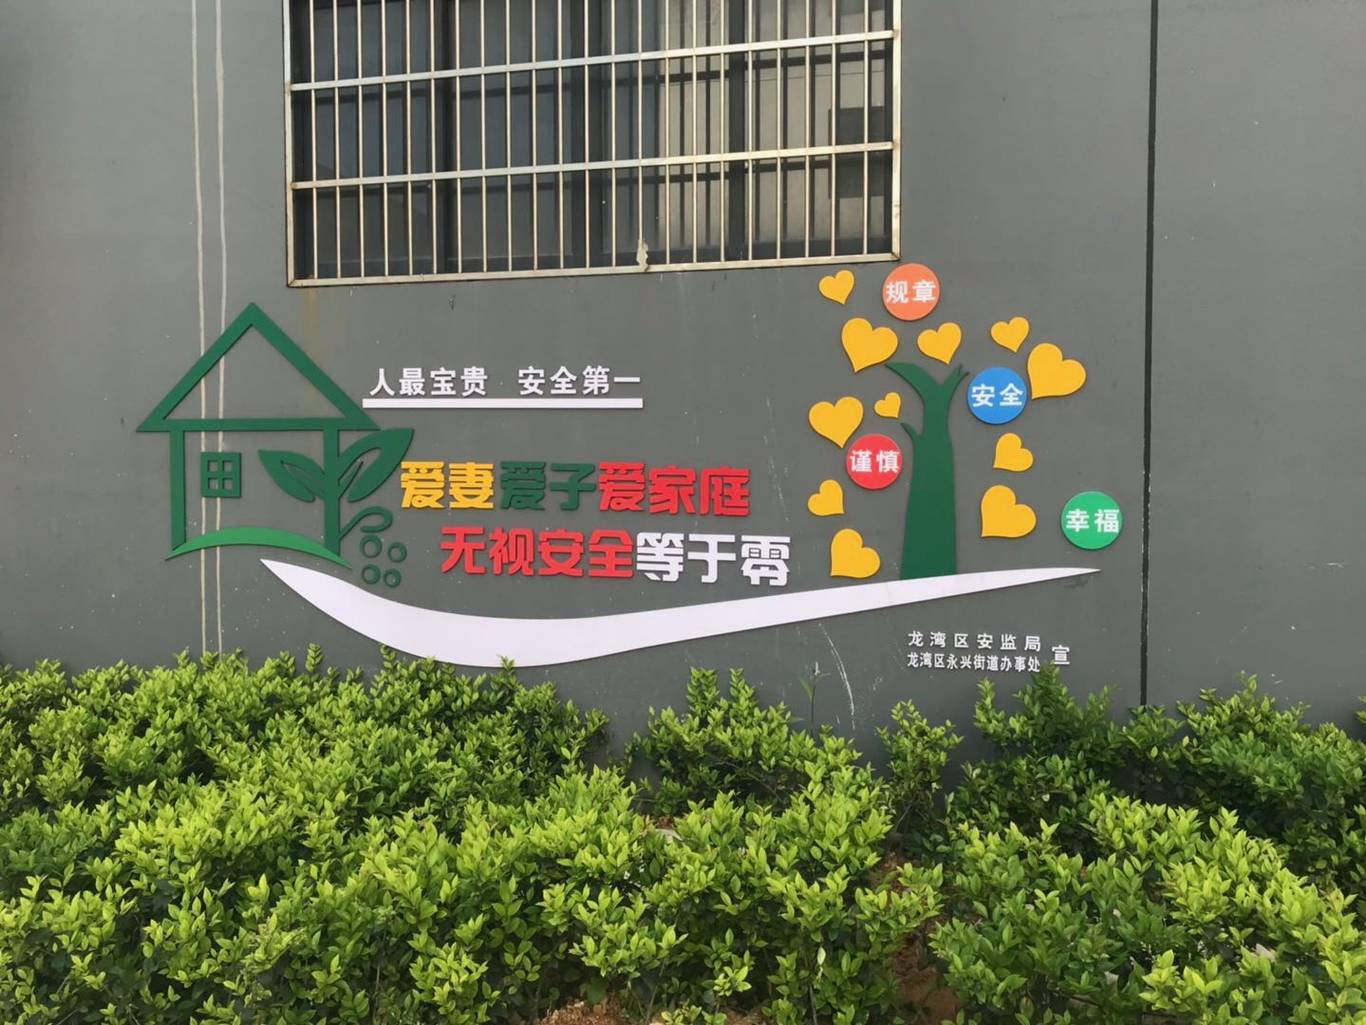 人最宝贵 安全第一
爱妻爱子爱家庭
无视安全等于零
规章
安全
谨慎
幸福
龙湾区安监局
龙湾区永兴街道办事处
宣